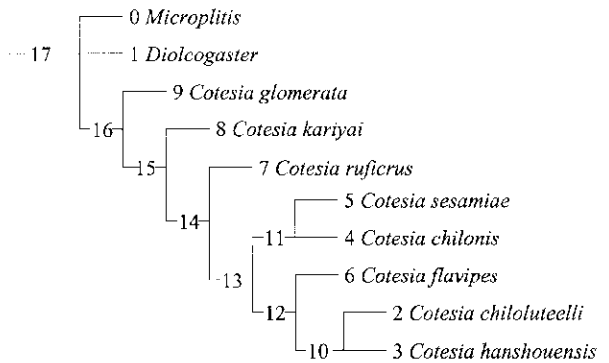 0 Microplitis
17
1 Diolcogaster
9 Cotesia glomerata
16
8 Cotesia kariyai
15
7 Cotesia ruficrus
14
5 Cotesia sesamiae
11
4 Cotesia chilonis
13
6 Cotesia flavipes
12
2 Cotesia chiloluteelli
10
3 Cotesia hanshouensis